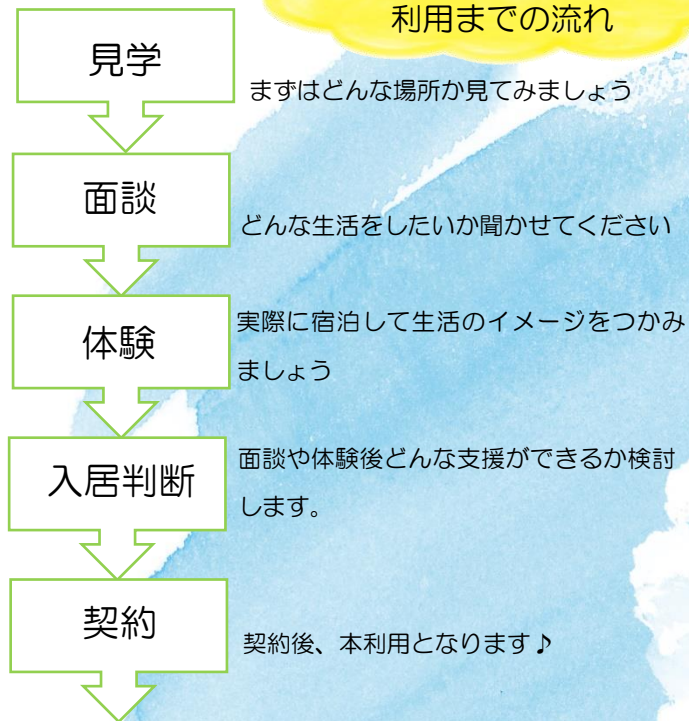 利用までの流れ
見学
まずはどんな場所か見てみましょう
面談
どんな生活をしたいか聞かせてください
体験
実際に宿泊して生活のイメージをつかみ
ましょう
入居判断
面談や体験後どんな支援ができるか検討
します。
契約
契約後、本利用となります♪